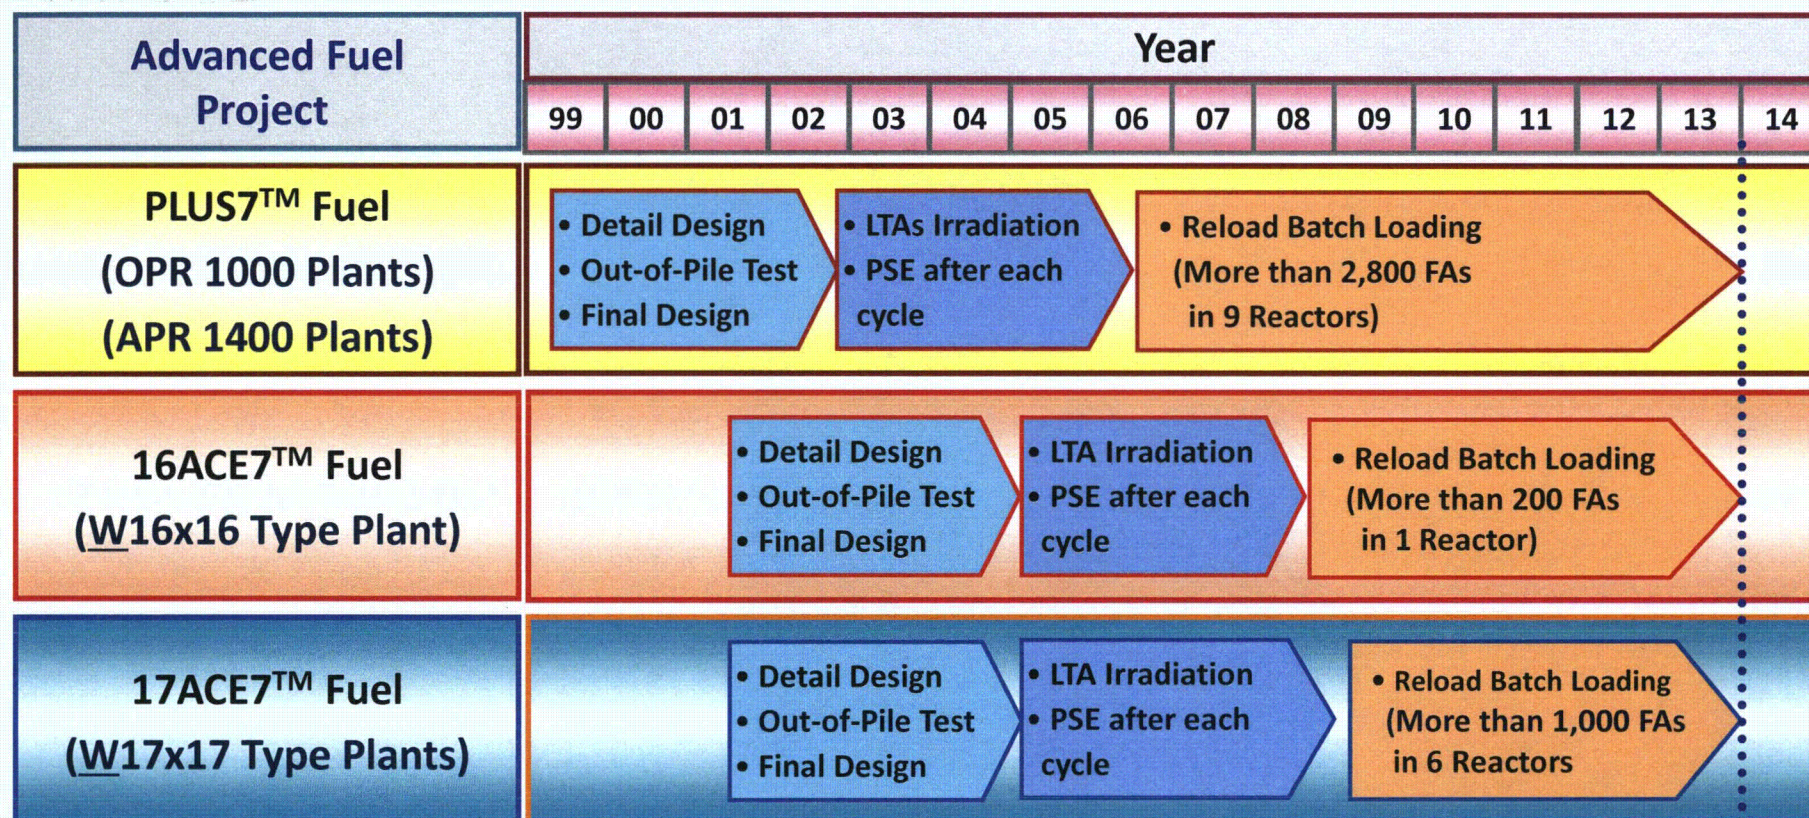 Advanced Fuel
Project
Year
99 00 01 02 03 04 05 06 07 08 09 10 11 12 13 14
PLUS7™ Fuel
(OPR 1000 Plants)
(APR 1400 Plants)
• Detail Design
• Out-of-Pile Test
• Final Design
• LTAs Irradiation
• PSE after each
cycle
• Reload Batch Loading
(More than 2,800 FAs
in 9 Reactors)
16ACE7™ Fuel
(W16x16 Type Plant)
• Detail Design
• Out-of-Pile Test
• Final Design
• LTA Irradiation
• PSE after each
cycle
• Reload Batch Loading
(More than 200 FAs
in 1 Reactor)
17ACE7™ Fuel
(W17x17 Type Plants)
• Detail Design
• Out-of-Pile Test
• Final Design
• LTA Irradiation
• PSE after each
cycle
• Reload Batch Loading
(More than 1,000 FAs
in 6 Reactors